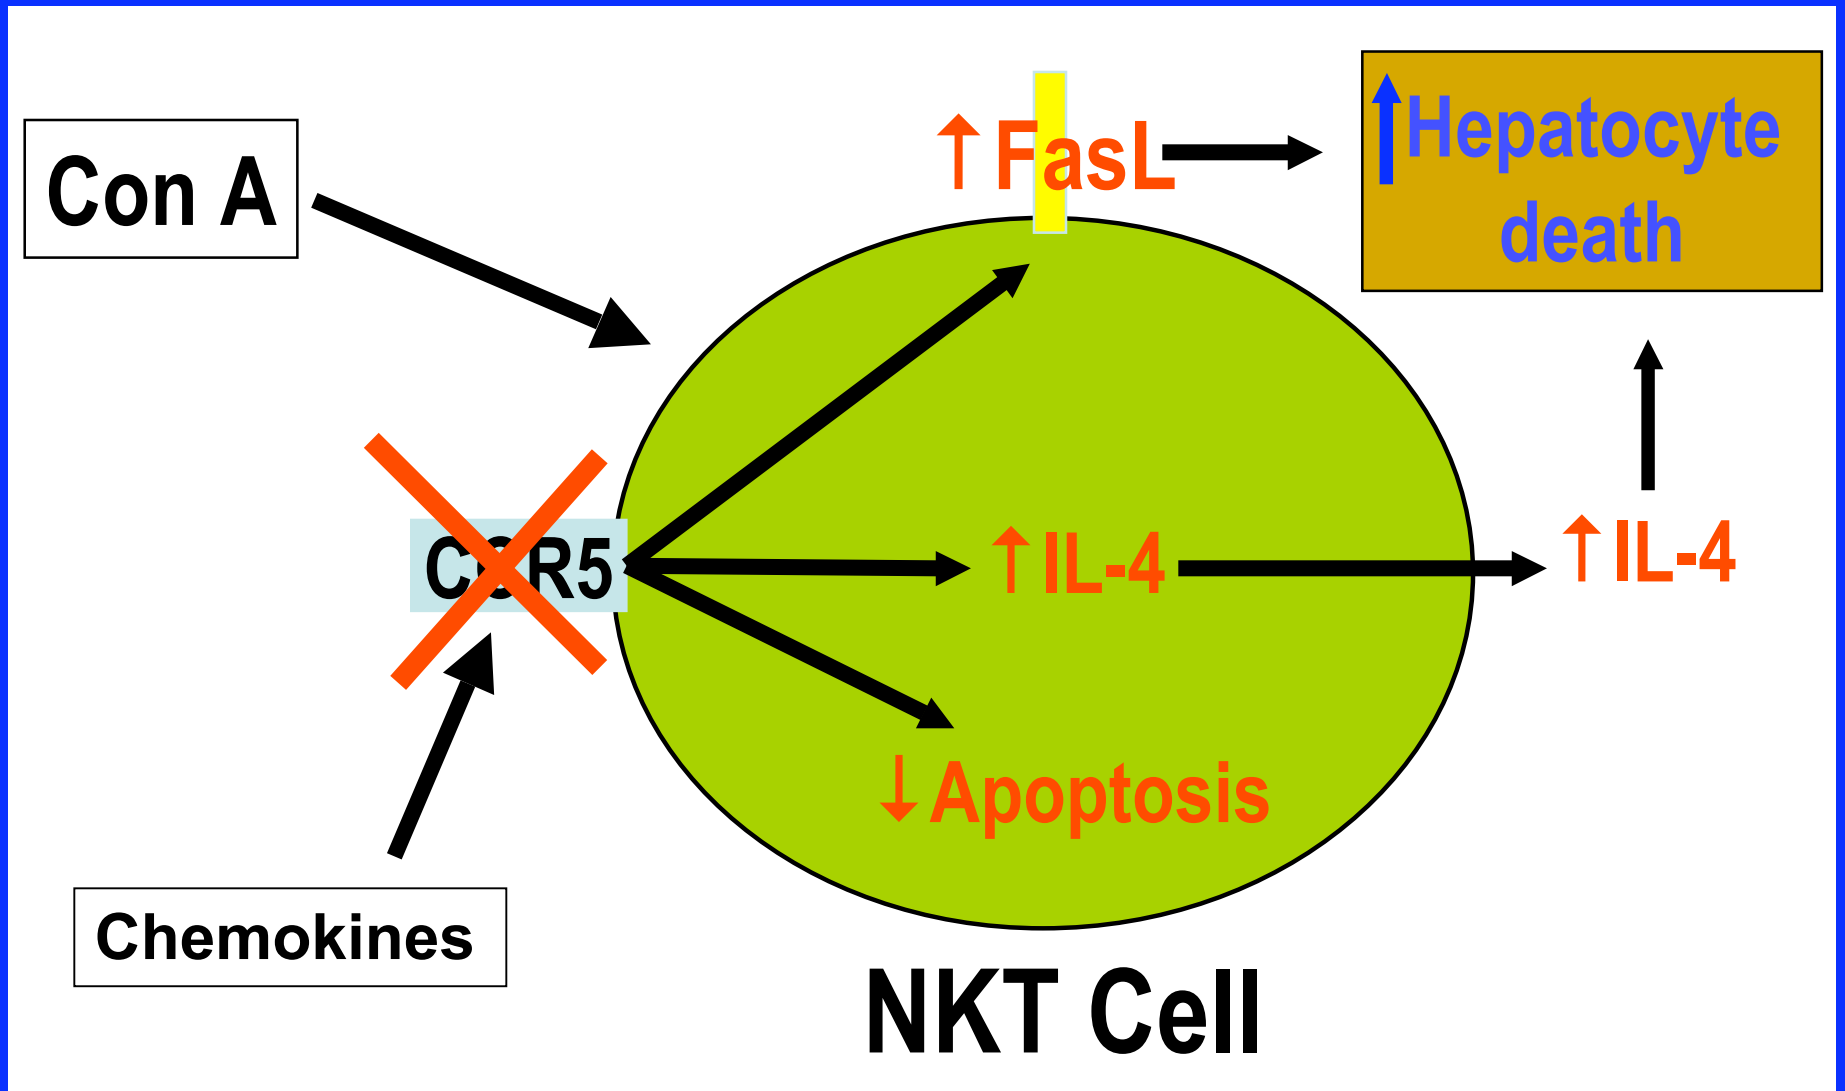 Con A
↑FasL
↑Hepatocyte
death
CCR5
↑IL-4
↑IL-4
↓Apoptosis
Chemokines
NKT Cell